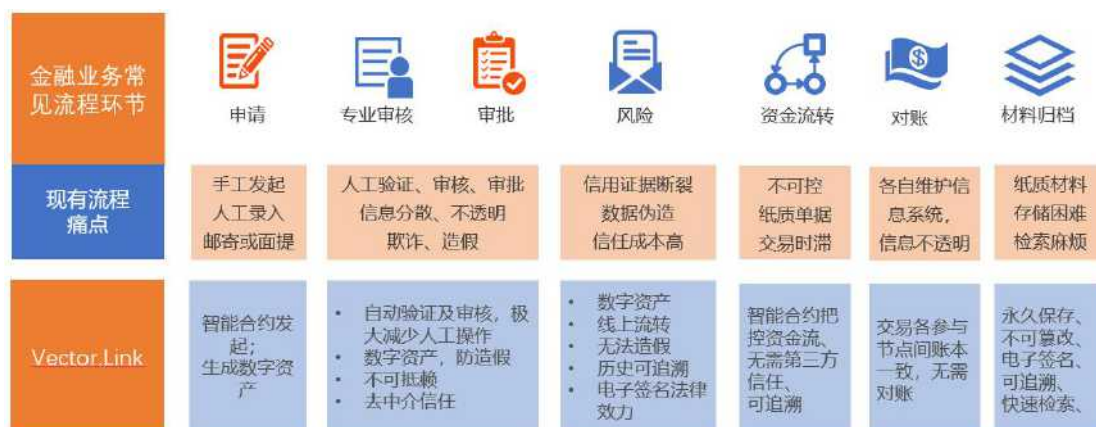 金融业务常
见流程环节
申请
专业审核
审批
风险
资金流转
对账
材料归档
现有流程
痛点
手工发起
人工录入
邮寄或面提
人工验证、审核、审批
信息分散、不透明
欺诈、造假
信用证据断裂
数据伪造
信任成本高
不可控
纸质单据
交易时滞
各自维护信
息系统，
信息不透明
纸质材料
存储困难
检索麻烦
Vector.Link
智能合约发
起；
生成数字资
产
• 自动验证及审核，极
大减少人工操作
• 数字资产，防造假
• 不可抵赖
• 去中介信任
• 数字资产
• 线上流转
• 无法造假
• 历史可追溯
• 电子签名法律
效力
智能合约把
控资金流、
无需第三方
信任、
可追溯
交易各参与
节点间账本
一致，无需
对账
永久保存、
不可篡改、
电子签名、
可追溯、
快速检索、